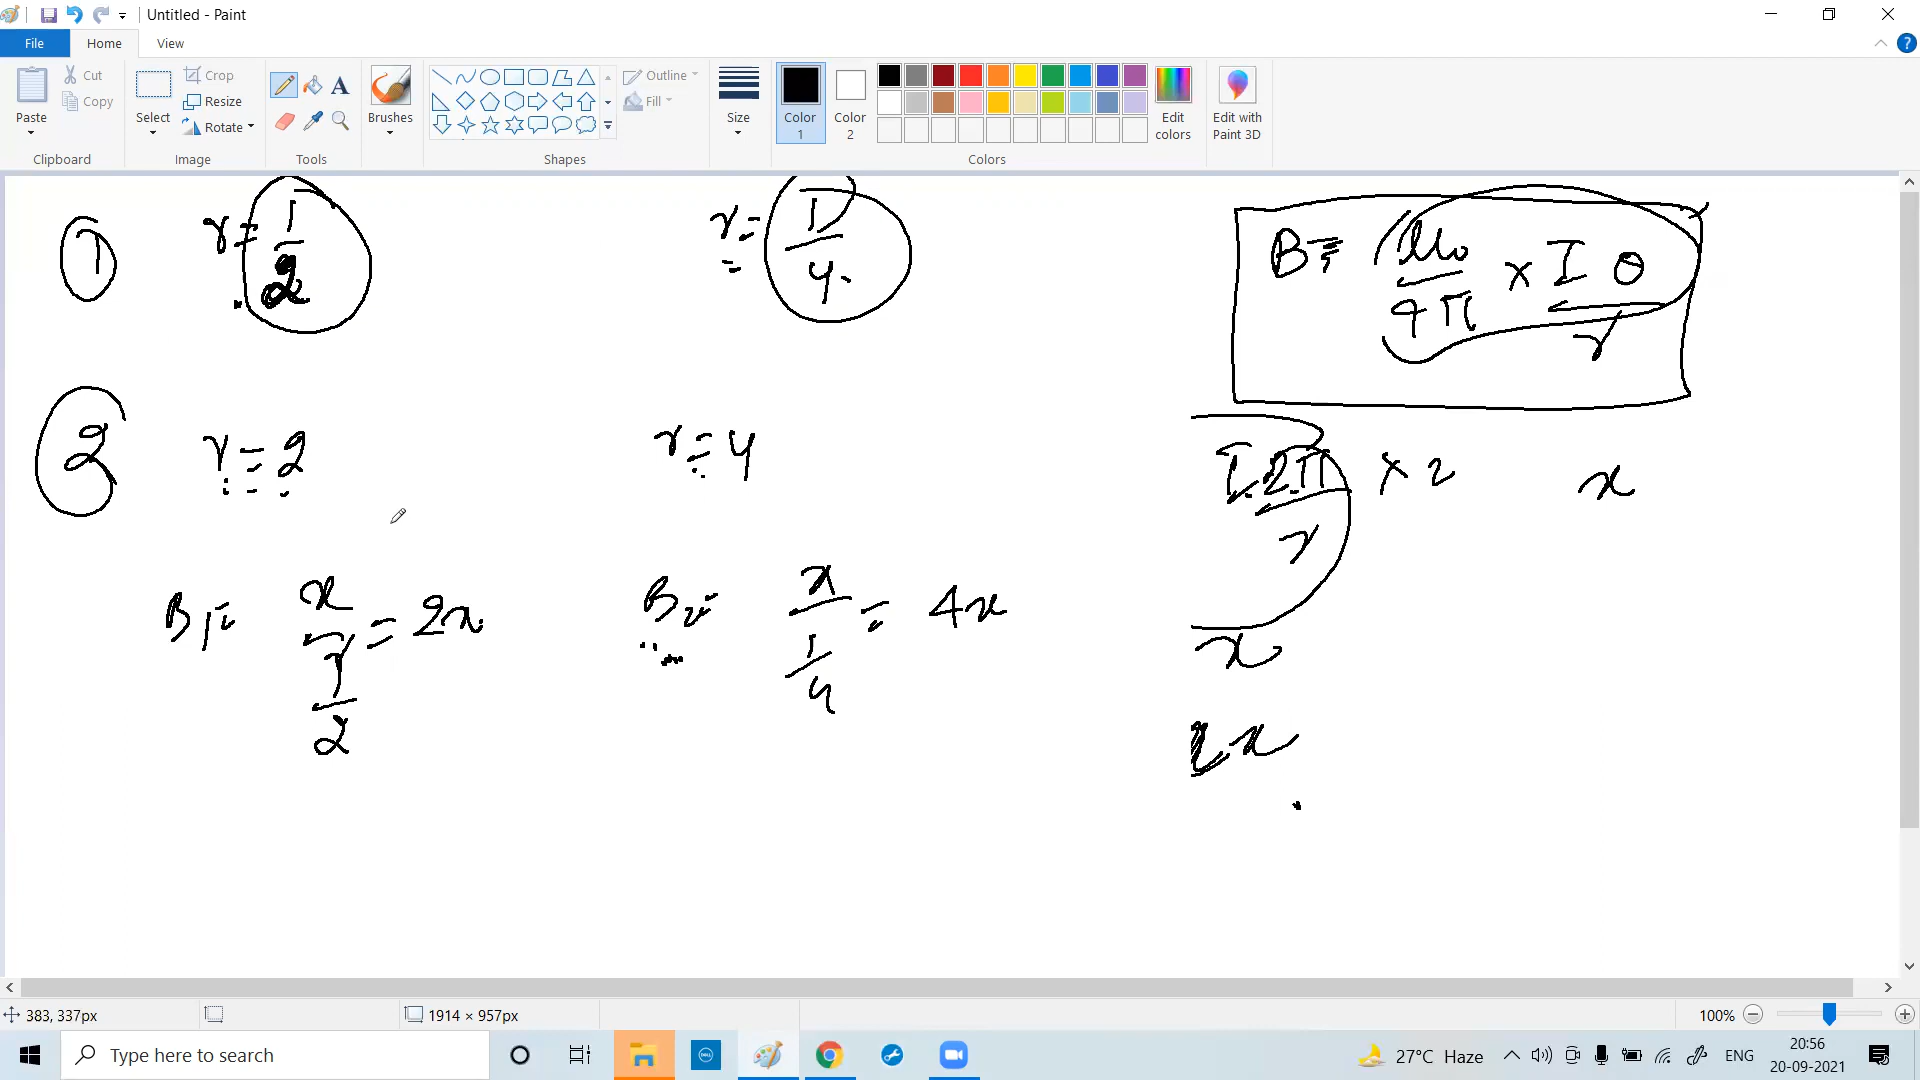 Untitled - Paint
File Home View
Cut
Copy
Paste
Clipboard
Crop
Resize
Rotate
Select
Image
Tools
Brushes
Outline
Fill
Shapes
Size
Color 1
Color 2
Edit colors
Edit with Paint 3D
Colors
1 r = 1/2 r = 1/4 B = μ0/4π × I θ/r
2 r = 2 r = 4 I 2π/r × 2 x
B1 = x/(1/2) = 2x B2 = x/(1/4) = 4x
x
2x
383, 337px 1914 × 957px 100%
Type here to search
DELL
27°C Haze ENG 20:56
20-09-2021